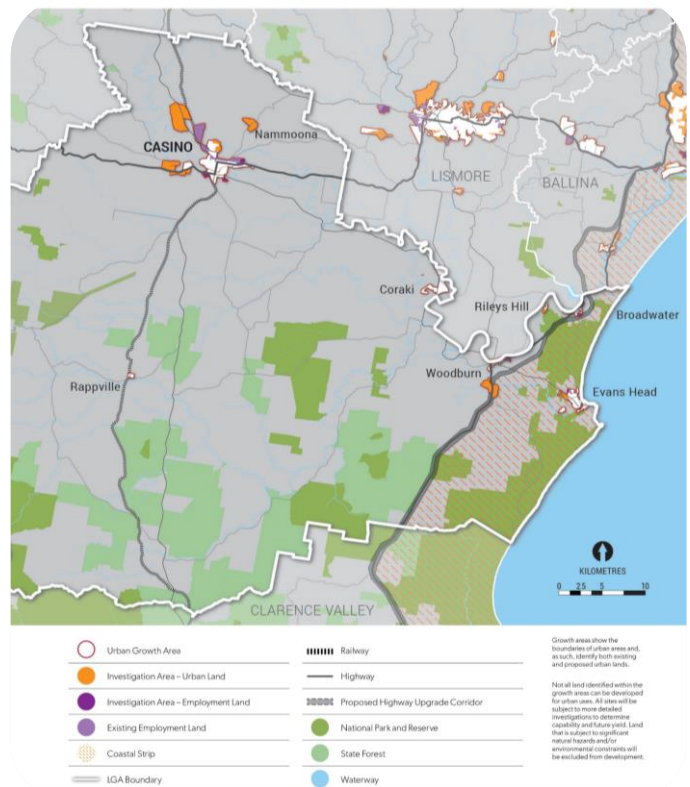 Nammoona
CASINO
LISMORE
BALLINA
Coraki
Rileys Hill
Broadwater
Woodburn
Rappville
Evans Head
KILOMETRES
0 2.5 5 10
CLARENCE VALLEY
Urban Growth Area
Investigation Area – Urban Land
Investigation Area – Employment Land
Existing Employment Land
Coastal Strip
LGA Boundary
Railway
Highway
Proposed Highway Upgrade Corridor
National Park and Reserve
State Forest
Waterway
Growth areas show the
boundaries of urban areas and,
as such, identify both existing
and proposed urban lands.
Not all land identified within the
growth areas can be developed
for urban uses. All sites will be
subject to more detailed
investigations to determine
capability and future yield. Land
that is subject to significant
natural hazards and/or
environmental constraints will
be excluded from development.